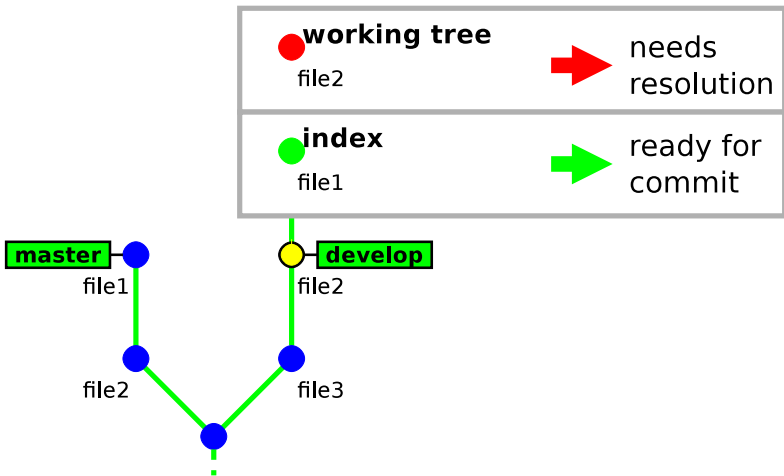 working tree
file2
needs
resolution
index
file1
ready for
commit
master
develop
file1
file2
file2
file3